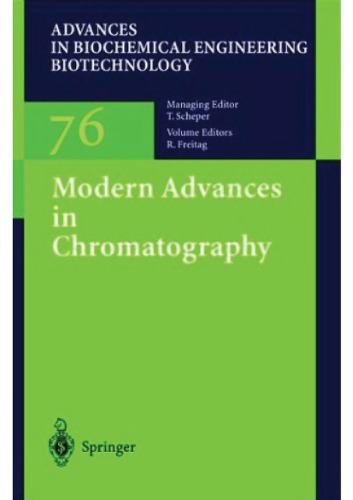 ADVANCES
IN BIOCHEMICAL ENGINEERING
BIOTECHNOLOGY
76
Managing Editor
T. Scheper
Volume Editors
R. Freitag
Modern Advances
in
Chromatography
Springer